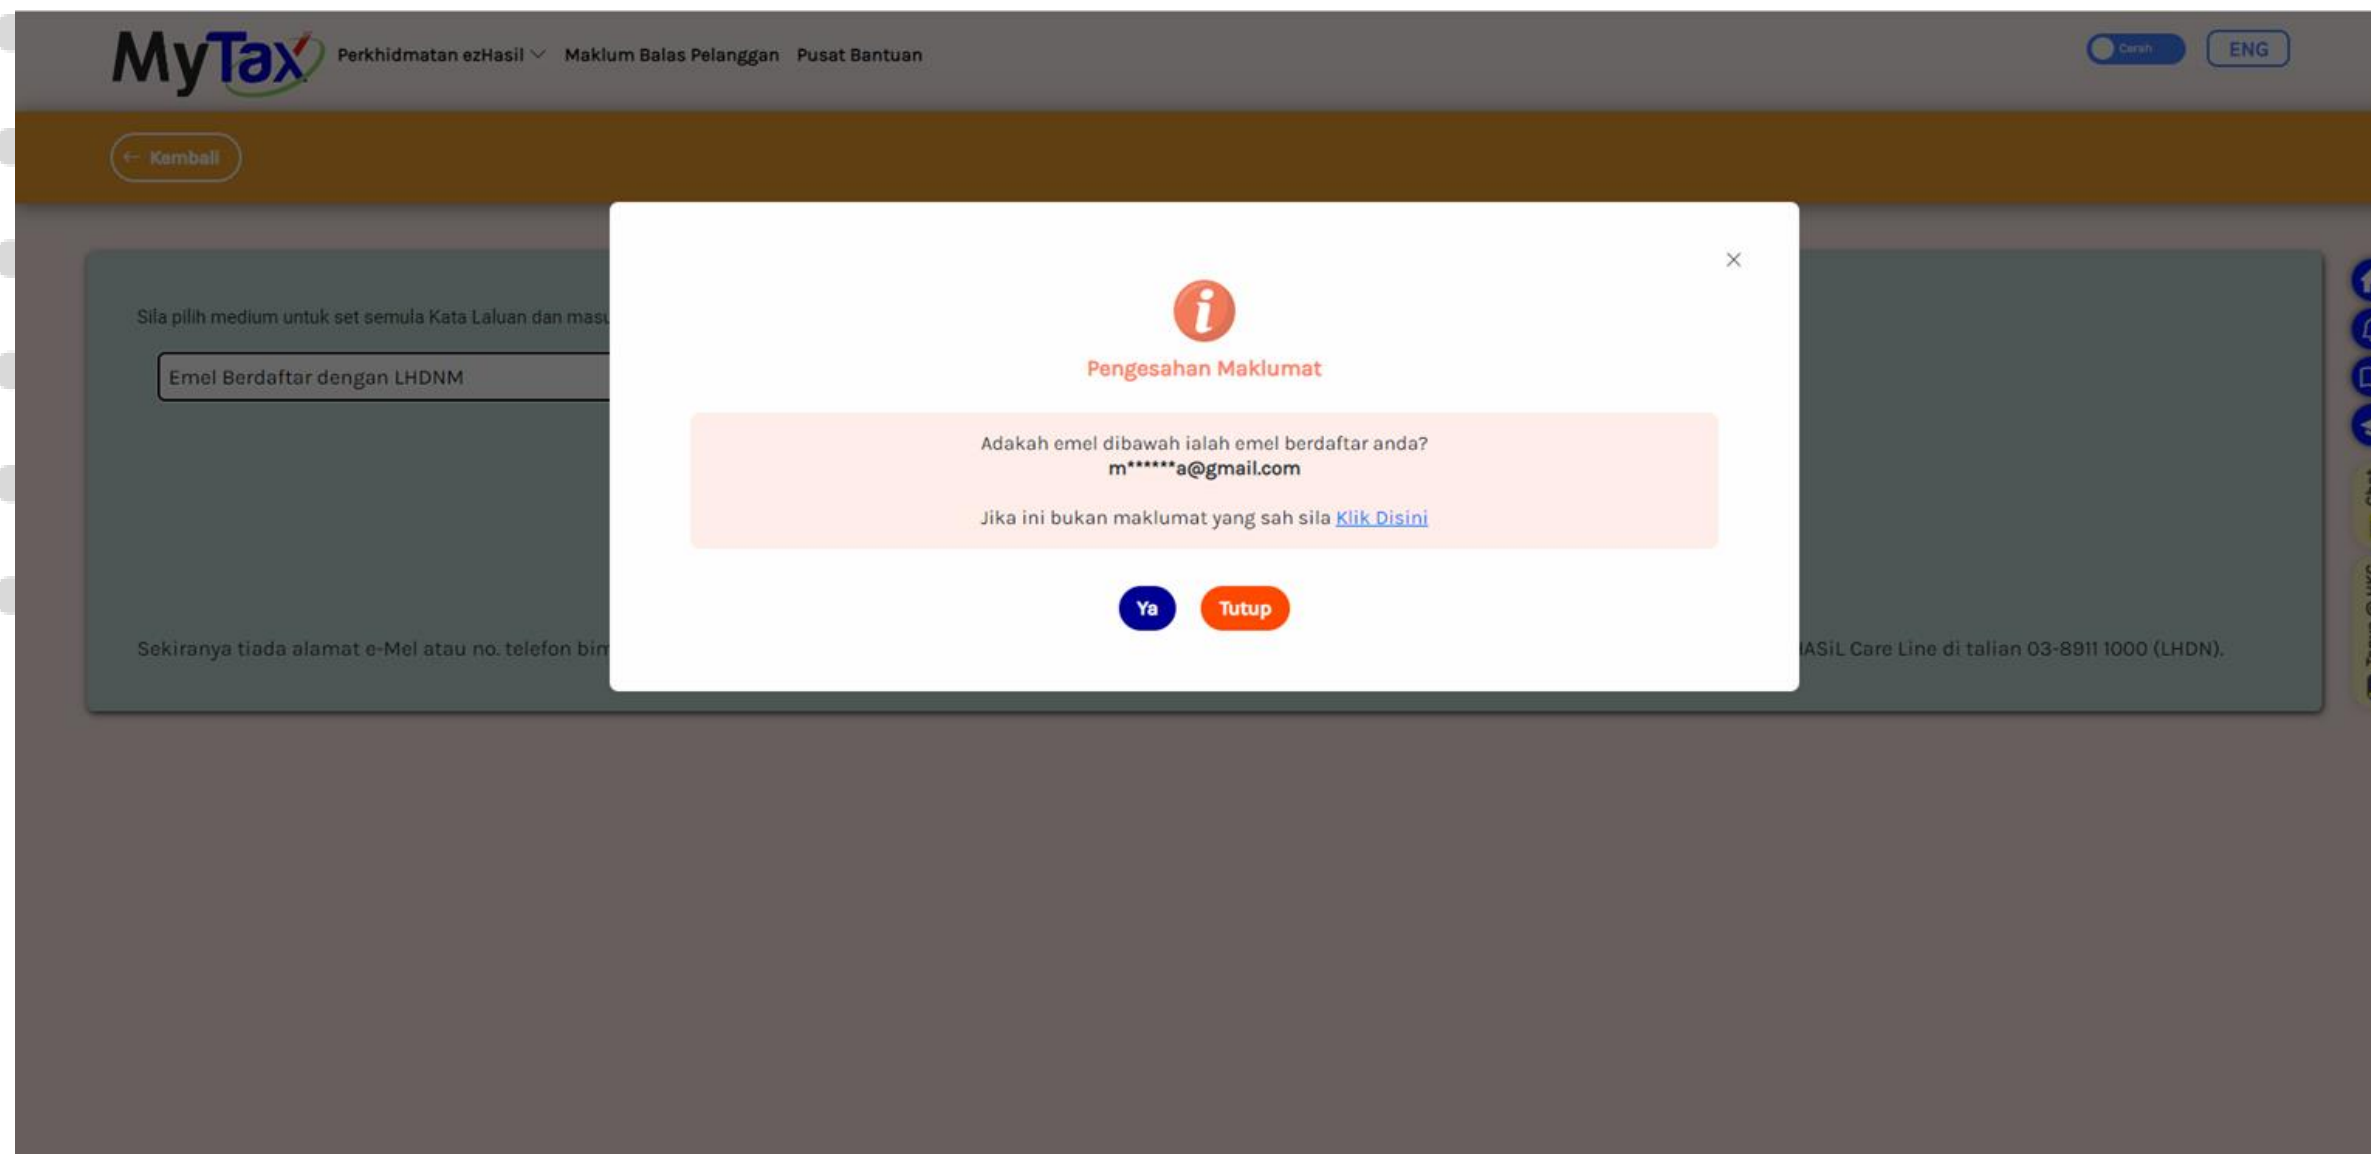 MyTax
Perkhidmatan ezHasil
Maklum Balas Pelanggan
Pusat Bantuan
Cerah
ENG
← Kembali
Sila pilih medium untuk set semula Kata Laluan dan
Emel Berdaftar dengan LHDNM
Pengesahan Maklumat
Adakah emel dibawah ialah emel berdaftar anda?
m******a@gmail.com
Jika ini bukan maklumat yang sah sila Klik Disini
Ya
Tutup
Sekiranya tiada alamat e-Mel atau no. telefon
Care Line di talian 03-8911 1000 (LHDN).